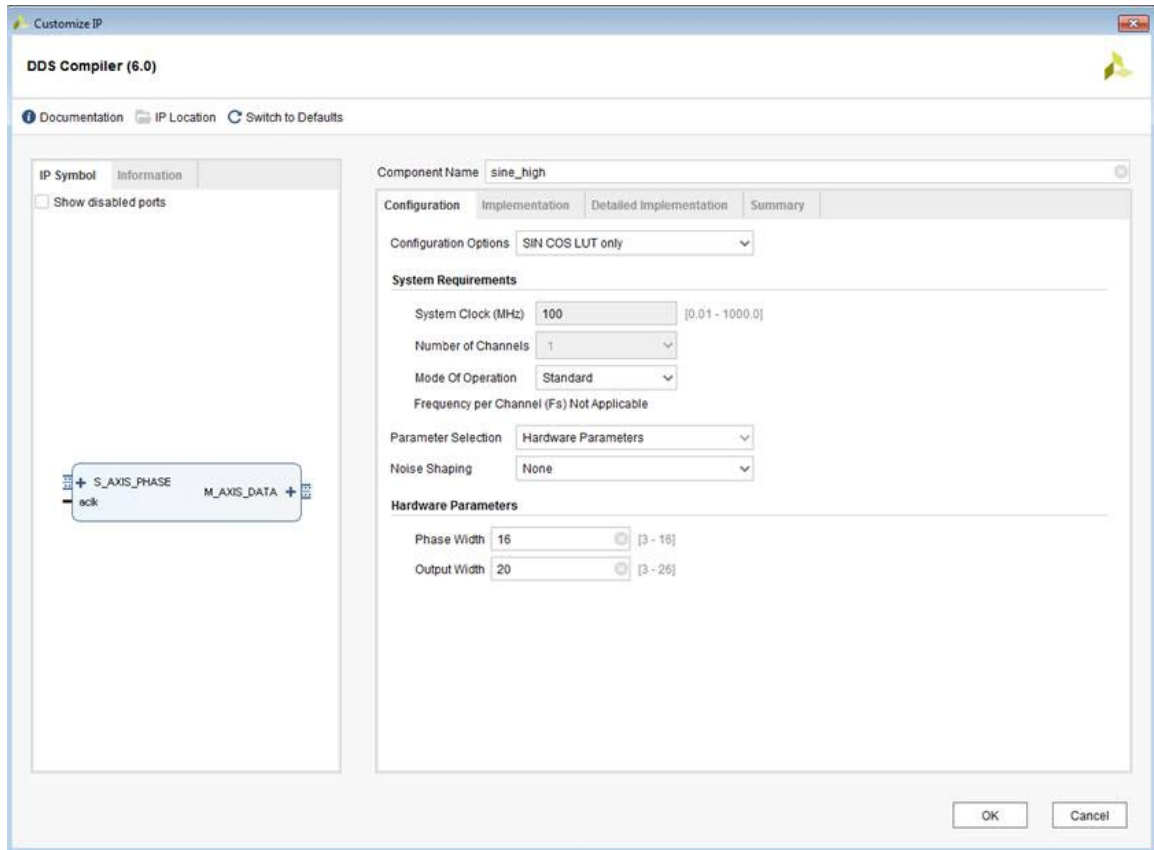 Customize IP
DDS Compiler (6.0)
Documentation IP Location Switch to Defaults
IP Symbol Information
Show disabled ports
S_AXIS_PHASE
aclk
M_AXIS_DATA
Component Name sine_high
Configuration Implementation Detailed Implementation Summary
Configuration Options SIN COS LUT only
System Requirements
System Clock (MHz) 100 [0.01 - 1000.0]
Number of Channels 1
Mode Of Operation Standard
Frequency per Channel (Fs) Not Applicable
Parameter Selection Hardware Parameters
Noise Shaping None
Hardware Parameters
Phase Width 16 [3 - 16]
Output Width 20 [3 - 26]
OK Cancel